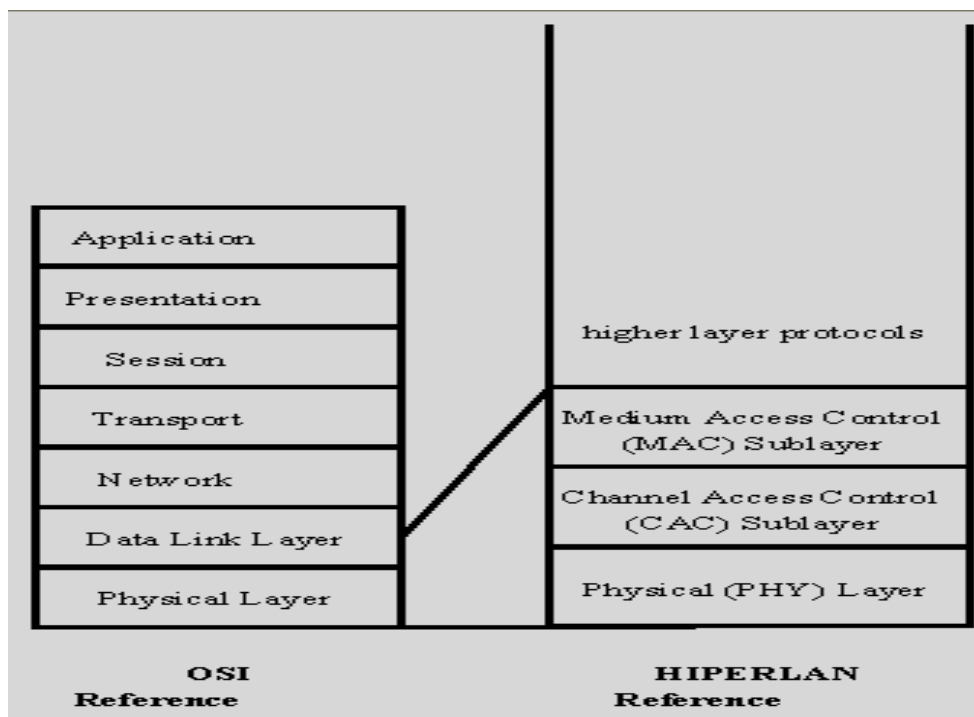 Application
Presentation
Session
Transport
Network
Data Link Layer
Physical Layer
OSI
Reference
higher layer protocols
Medium Access Control
(MAC) Sublayer
Channel Access Control
(CAC) Sublayer
Physical (PHY) Layer
HIPERLAN
Reference